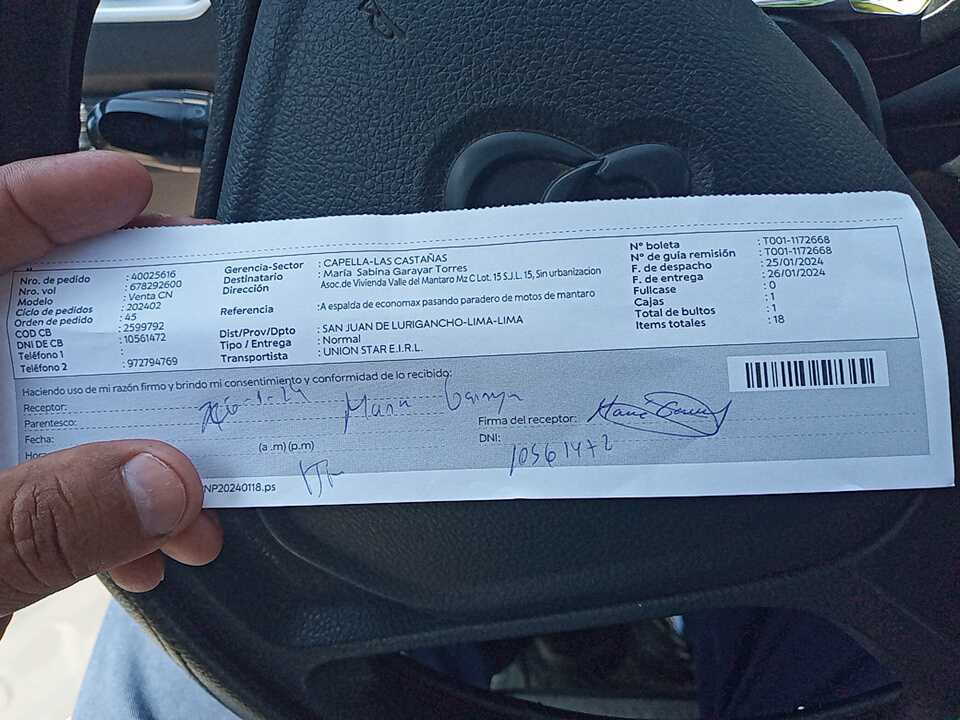 Nro. de pedido : 40025616
Nro. vol : 678292600
Modelo : Venta CN
Ciclo de pedidos : 202402
Orden de pedido : 45
COD CB : 2599792
DNI DE CB : 10561472
Teléfono 1 :
Teléfono 2 : 972794769
Gerencia-Sector : CAPELLA-LAS CASTAÑAS
Destinatario : María Sabina Garayar Torres
Dirección Asoc.de Vivienda Valle del Mantaro Mz C Lot. 15 S.J.L. 15, Sin urbanizacion
Referencia :A espalda de economax pasando paradero de motos de mantaro
Dist/Prov/Dpto : SAN JUAN DE LURIGANCHO-LIMA-LIMA
Tipo / Entrega : Normal
Transportista : UNION STAR E.I.R.L.
N° boleta : T001-1172668
N° de guía remisión : T001-1172668
F. de despacho : 25/01/2024
F. de entrega : 26/01/2024
Fullcase : 0
Cajas : 1
Total de bultos : 1
Items totales : 18
Haciendo uso de mi razón firmo y brindo mi consentimiento y conformidad de lo recibido:
Receptor:
Parentesco:
Fecha:
(a .m) (p.m)
Firma del receptor:
DNI: 10561472
NP20240118.ps